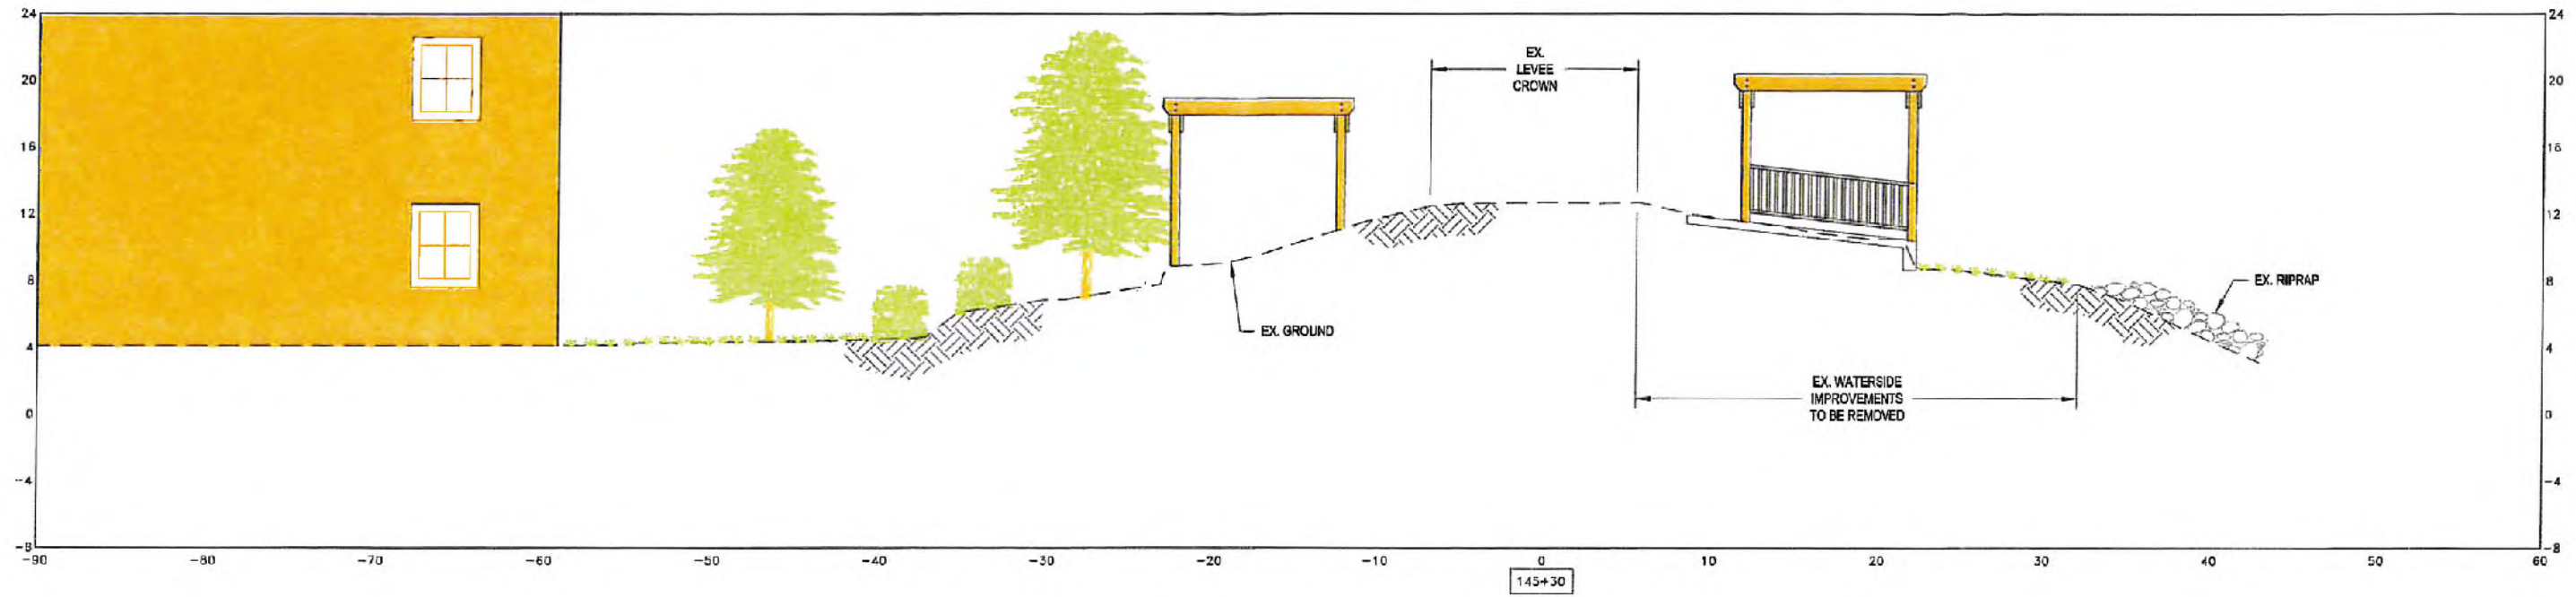 24
24
EX.
LEVEE
CROWN
20
20
16
16
12
12
8
8
EX. RIPRAP
EX. GROUND
4
4
EX. WATERSIDE
IMPROVEMENTS
TO BE REMOVED
0
0
-4
-4
-8
-8
-90 -80 -70 -60 -50 -40 -30 -20 -10 0 10 20 30 40 50 60
145+30